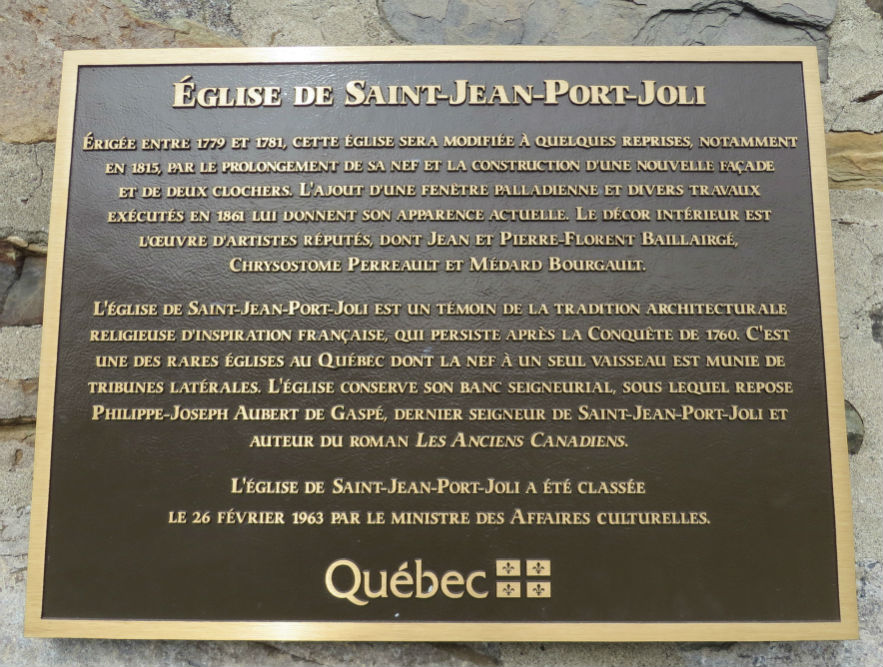 Église de Saint-Jean-Port-Joli
Érigée entre 1779 et 1781, cette église sera modifiée à quelques reprises, notamment
en 1815, par le prolongement de sa nef et la construction d'une nouvelle façade
et de deux clochers. L'ajout d'une fenêtre palladienne et divers travaux
exécutés en 1861 lui donnent son apparence actuelle. Le décor intérieur est
l'œuvre d'artistes réputés, dont Jean et Pierre-Florent Baillairgé,
Chrysostome Perreault et Médard Bourgault.
L'église de Saint-Jean-Port-Joli est un témoin de la tradition architecturale
religieuse d'inspiration française, qui persiste après la Conquête de 1760. C'est
une des rares églises au Québec dont la nef à un seul vaisseau est munie de
tribunes latérales. L'église conserve son banc seigneurial, sous lequel repose
Philippe-Joseph Aubert de Gaspé, dernier seigneur de Saint-Jean-Port-Joli et
auteur du roman Les Anciens Canadiens.
L'église de Saint-Jean-Port-Joli a été classée
le 26 février 1963 par le ministre des Affaires culturelles.
Québec